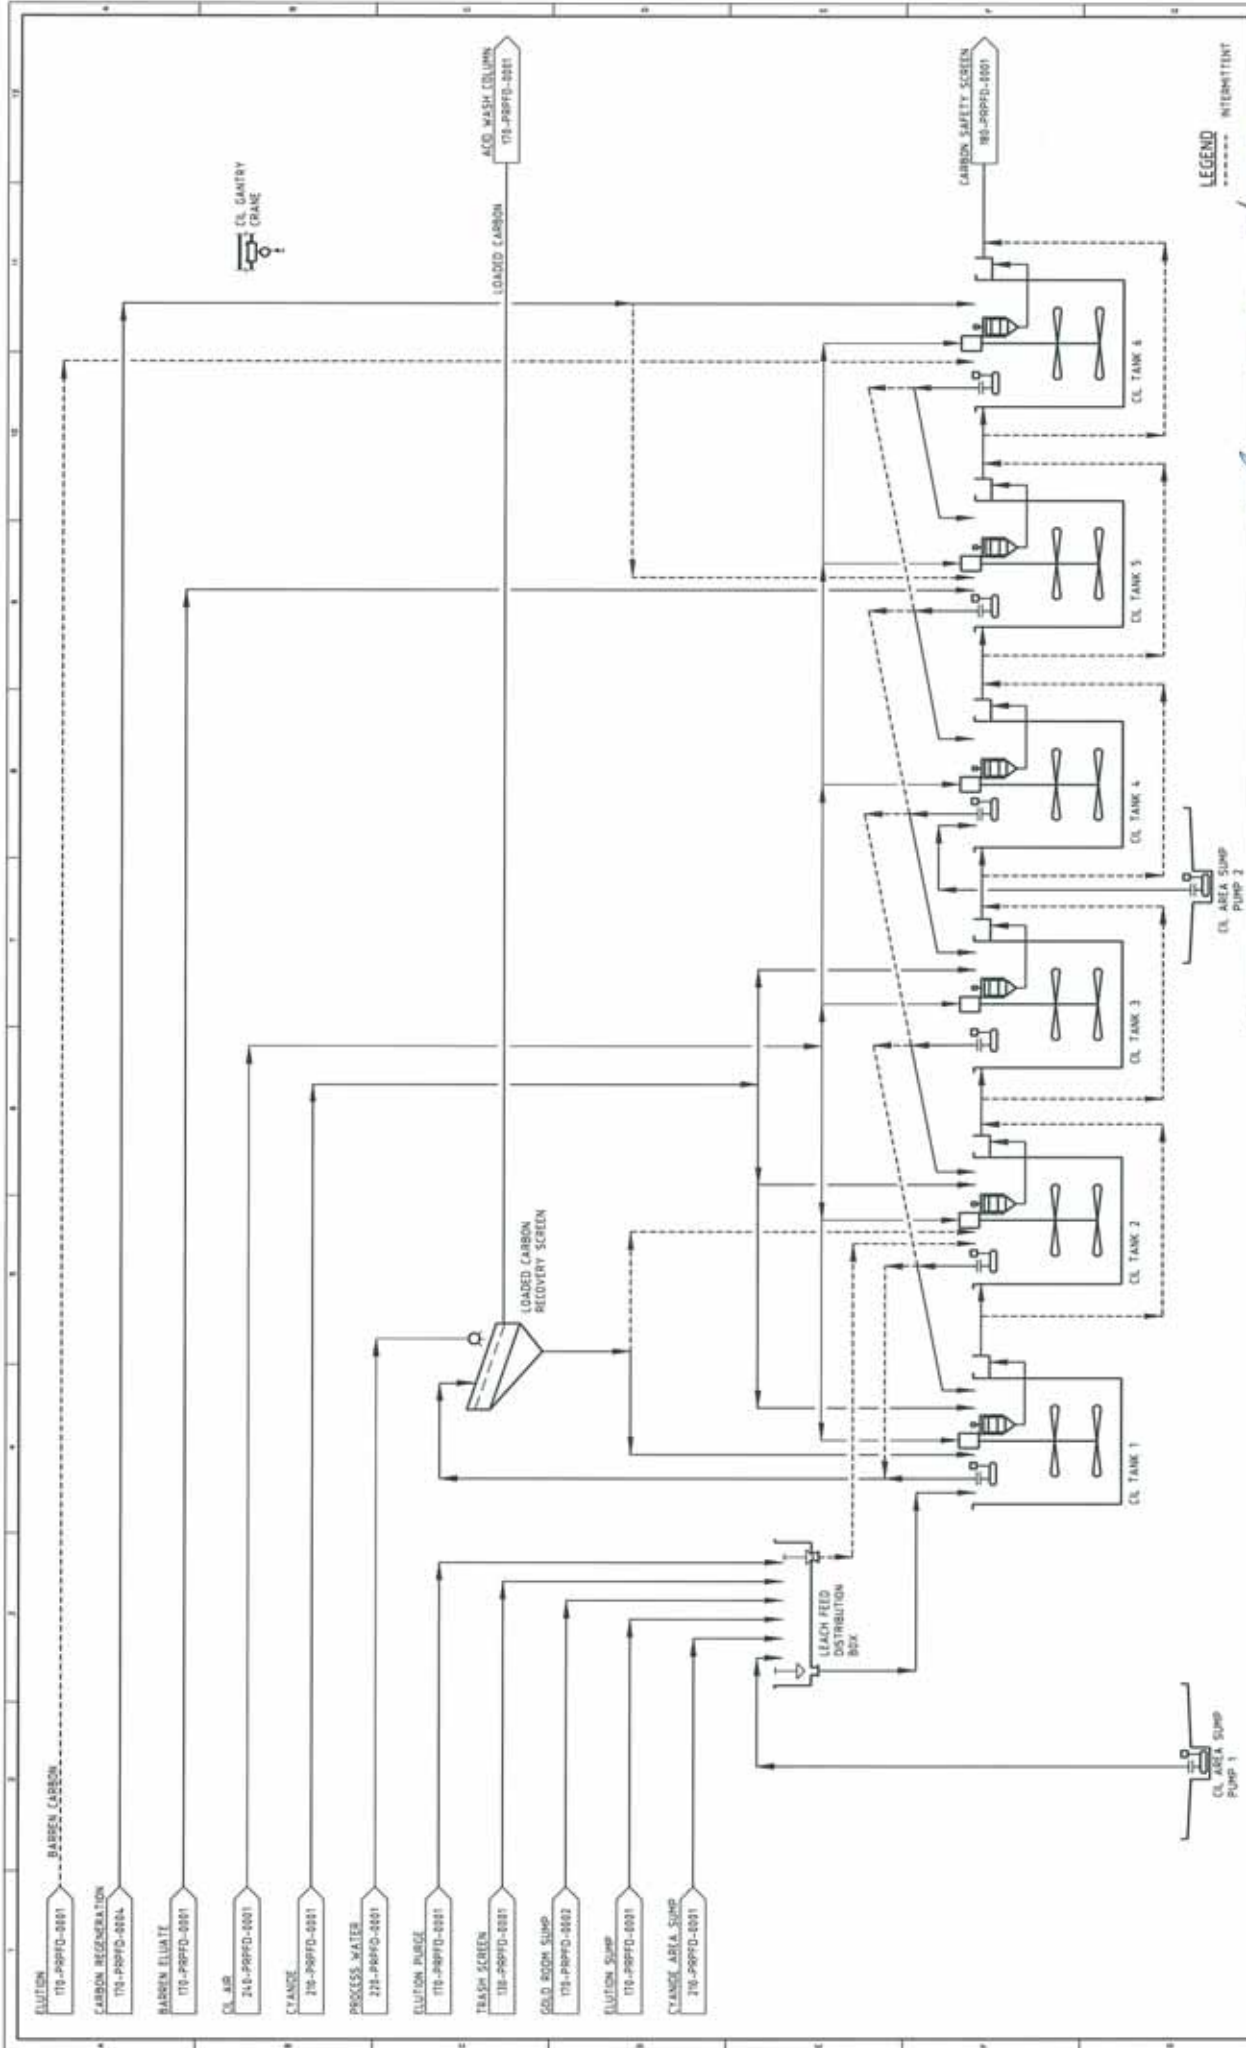 ELUTION
170-PRPFD-0001
BARREN CARBON
CARBON REGENERATION
170-PRPFD-0004
BARREN ELUATE
170-PRPFD-0001
CIL AIR
240-PRPFD-0001
CYANIDE
210-PRPFD-0001
PROCESS WATER
220-PRPFD-0001
ELUTION PURGE
170-PRPFD-0001
TRASH SCREEN
130-PRPFD-0001
GOLD ROOM SUMP
170-PRPFD-0002
ELUTION SUMP
170-PRPFD-0001
CYANIDE AREA SUMP
210-PRPFD-0001
CIL GANTRY
CRANE
LOADED CARBON
ACID WASH COLUMN
170-PRPFD-0001
LOADED CARBON
RECOVERY SCREEN
LEACH FEED
DISTRIBUTION
BOX
CARBON SAFETY SCREEN
180-PRPFD-0001
CIL TANK 1
CIL TANK 2
CIL TANK 3
CIL TANK 4
CIL TANK 5
CIL TANK 6
CIL AREA SUMP
PUMP 1
CIL AREA SUMP
PUMP 2
LEGEND
INTERMITTENT